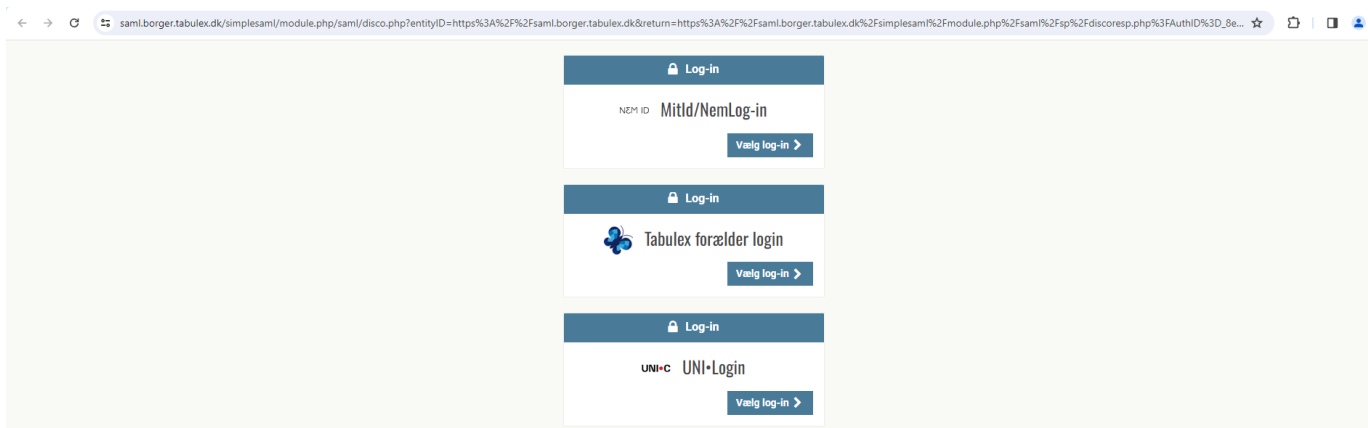 saml.borger.tabulex.dk/simplesaml/module.php/saml/disco.php?entityID=https%3A%2F%2Fsaml.borger.tabulex.dk&return=https%3A%2F%2Fsaml.borger.tabulex.dk%2Fsimplesaml%2Fmodule.php%2Fsaml%2Fsp%2Fdiscoresp.php%3FAuthID%3D_8e...
Log-in
NEM ID MitId/NemLog-in
Vælg log-in
Log-in
Tabulex forælder login
Vælg log-in
Log-in
UNI•C UNI•Login
Vælg log-in